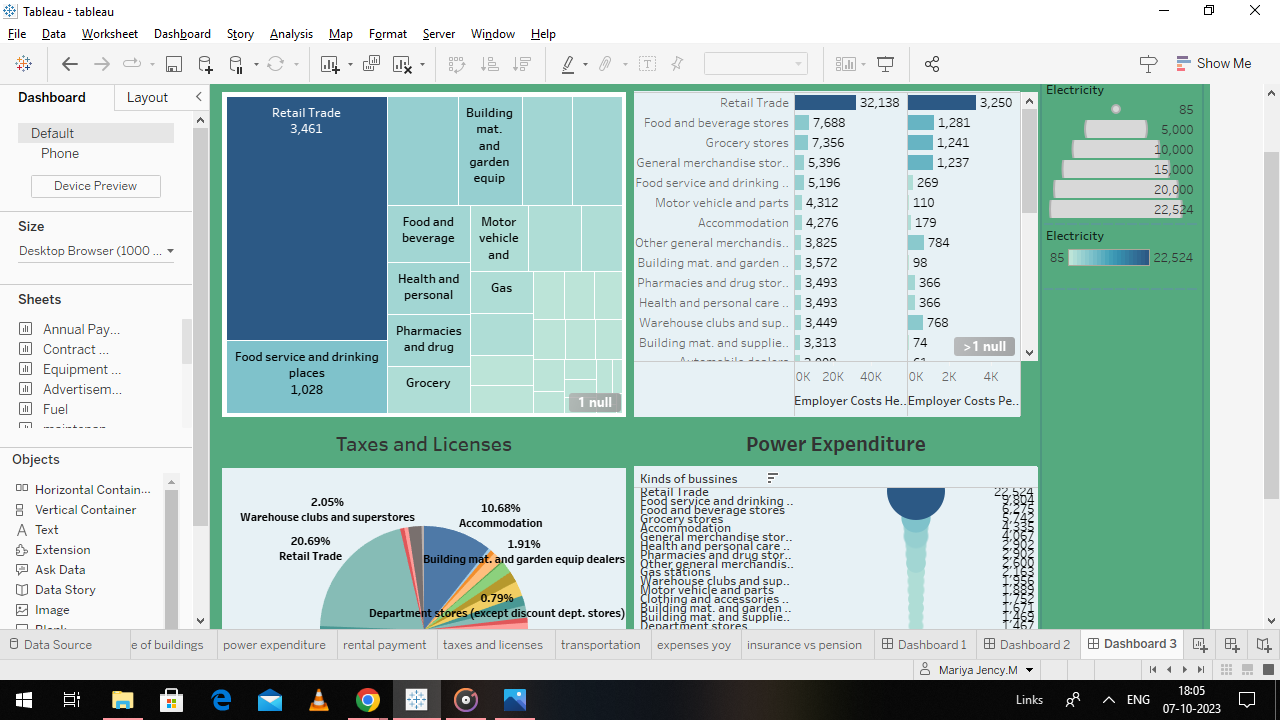 Tableau - tableau
File Data Worksheet Dashboard Story Analysis Map Format Server Window Help
Show Me
Dashboard Layout
Default
Phone
Device Preview
Size
Desktop Browser (1000 ...
Sheets
Annual Pay...
Contract ...
Equipment ...
Advertisem...
Fuel
Objects
Horizontal Contain...
Vertical Container
Text
Extension
Ask Data
Data Story
Image
Retail Trade
3,461
Food service and drinking
places
1,028
Building
mat.
and
garden
equip
Food and
beverage
Motor
vehicle
and
Health and
personal
Gas
Pharmacies
and drug
Grocery
1 null
Retail Trade 32,138 3,250
Food and beverage stores 7,688 1,281
Grocery stores 7,356 1,241
General merchandise stor.. 5,396 1,237
Food service and drinking .. 5,196 269
Motor vehicle and parts 4,312 110
Accommodation 4,276 179
Other general merchandis.. 3,825 784
Building mat. and garden .. 3,572 98
Pharmacies and drug stor.. 3,493 366
Health and personal care .. 3,493 366
Warehouse clubs and sup.. 3,449 768
Building mat. and supplie.. 3,313 74
>1 null
0K 20K 40K 0K 2K 4K
Employer Costs He.. Employer Costs Pe..
Electricity
85
5,000
10,000
15,000
20,000
22,524
Electricity
85 22,524
Taxes and Licenses
2.05%
Warehouse clubs and superstores
10.68%
Accommodation
20.69%
Retail Trade
1.91%
Building mat. and garden equip dealers
0.79%
Department stores (except discount dept. stores)
Power Expenditure
Kinds of bussines
Retail Trade 22,524
Food service and drinking .. 9,804
Food and beverage stores 6,275
Grocery stores 5,742
Accommodation 4,335
General merchandise stor.. 4,067
Health and personal care .. 2,902
Pharmacies and drug stor.. 2,902
Other general merchandis.. 2,600
Gas stations 2,163
Warehouse clubs and sup.. 1,956
Motor vehicle and parts 1,883
Clothing and accessories .. 1,752
Building mat. and garden .. 1,671
Building mat. and supplie.. 1,469
Department stores 1,467
Data Source e of buildings power expenditure rental payment taxes and licenses transportation expenses yoy insurance vs pension Dashboard 1 Dashboard 2 Dashboard 3
Mariya Jency.M
Links ENG 18:05
07-10-2023